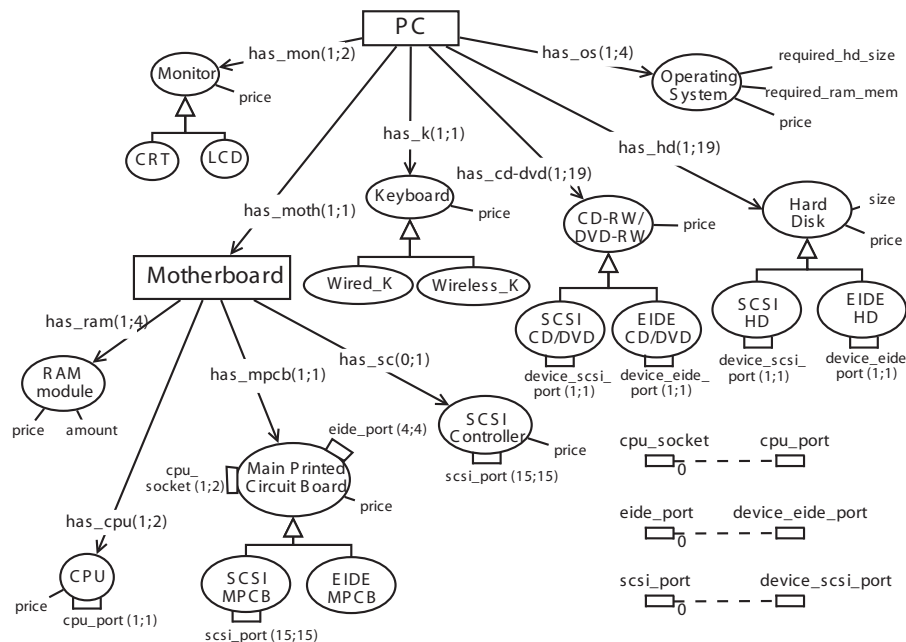 PC
has_mon(1;2)
has_os(1;4)
Monitor
price
CRT
LCD
Operating
System
required_hd_size
required_ram_mem
price
has_k(1;1)
has_hd(1;19)
has_cd-dvd(1;19)
Keyboard
price
has_moth(1;1)
CD-RW/
DVD-RW
price
Hard
Disk
size
price
Motherboard
Wired_K
Wireless_K
SCSI
CD/DVD
EIDE
CD/DVD
SCSI
HD
EIDE
HD
device_scsi_
port (1;1)
device_eide_
port (1;1)
device_scsi_
port (1;1)
device_eide
port (1;1)
has_ram(1;4)
has_mpcb(1;1)
has_sc(0;1)
RAM
module
price
amount
eide_port (4;4)
SCSI
Controller
price
scsi_port (15;15)
cpu_
socket (1;2)
Main Printed
Circuit Board
price
has_cpu(1;2)
CPU
price
cpu_port (1;1)
SCSI
MPCB
EIDE
MPCB
scsi_port (15;15)
cpu_socket
cpu_port
0
eide_port
device_eide_port
0
scsi_port
device_scsi_port
0